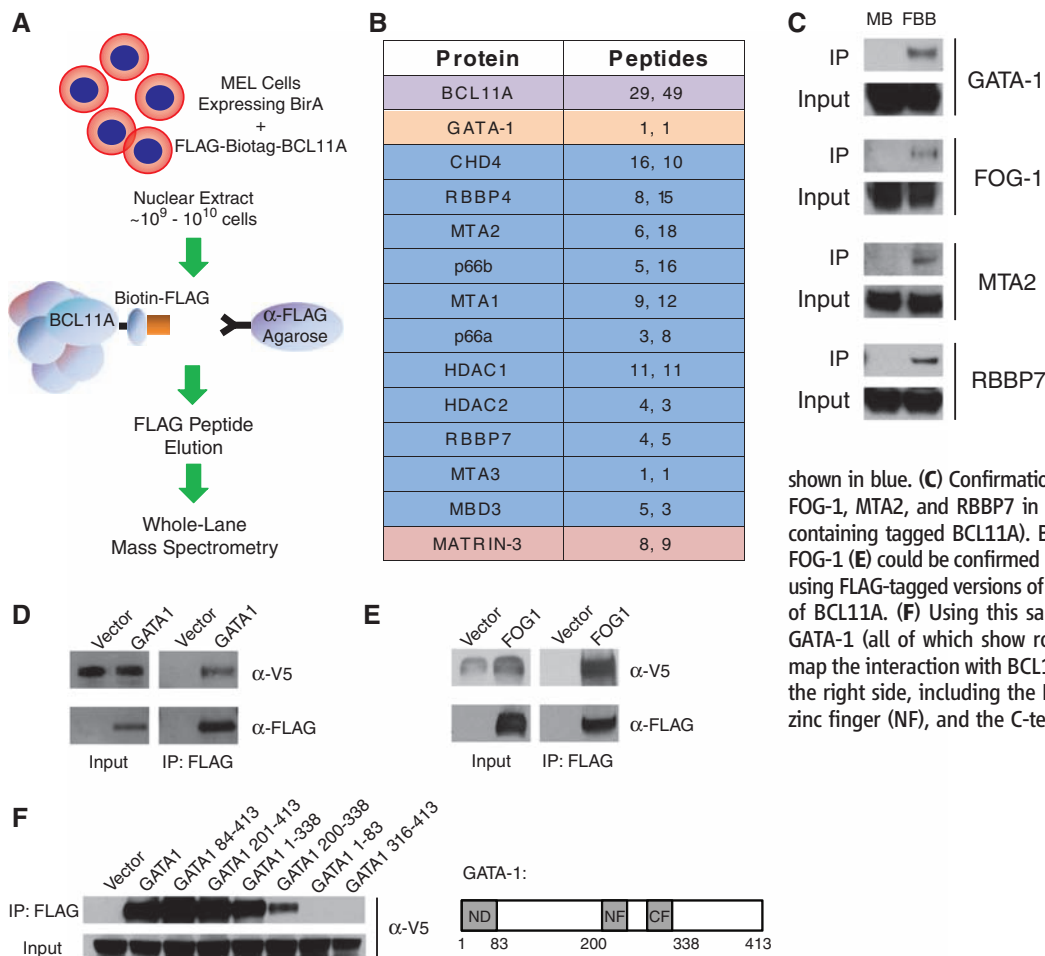 A
MEL Cells
Expressing BirA
+
FLAG-Biotag-BCL11A
Nuclear Extract
~10⁹ - 10¹⁰ cells
Biotin-FLAG
BCL11A
α-FLAG
Agarose
FLAG Peptide
Elution
Whole-Lane
Mass Spectrometry
B
Protein Peptides
BCL11A 29, 49
GATA-1 1, 1
CHD4 16, 10
RBBP4 8, 15
MTA2 6, 18
p66b 5, 16
MTA1 9, 12
p66a 3, 8
HDAC1 11, 11
HDAC2 4, 3
RBBP7 4, 5
MTA3 1, 1
MBD3 5, 3
MATRIN-3 8, 9
C
MB FBB
IP
Input
GATA-1
IP
Input
FOG-1
IP
Input
MTA2
IP
Input
RBBP7
shown in blue. (C) Confirmatio
FOG-1, MTA2, and RBBP7 in
containing tagged BCL11A). B
FOG-1 (E) could be confirmed
using FLAG-tagged versions of
of BCL11A. (F) Using this sa
GATA-1 (all of which show ro
map the interaction with BCL1
the right side, including the
zinc finger (NF), and the C-te
D
Vector GATA1 Vector GATA1
α-V5
α-FLAG
Input IP: FLAG
E
Vector FOG1 Vector FOG1
α-V5
α-FLAG
Input IP: FLAG
F
Vector
GATA1
GATA1 84-413
GATA1 201-413
GATA1 1-338
GATA1 200-338
GATA1 1-83
GATA1 316-413
IP: FLAG
Input
α-V5
GATA-1:
ND NF CF
1 83 200 338 413